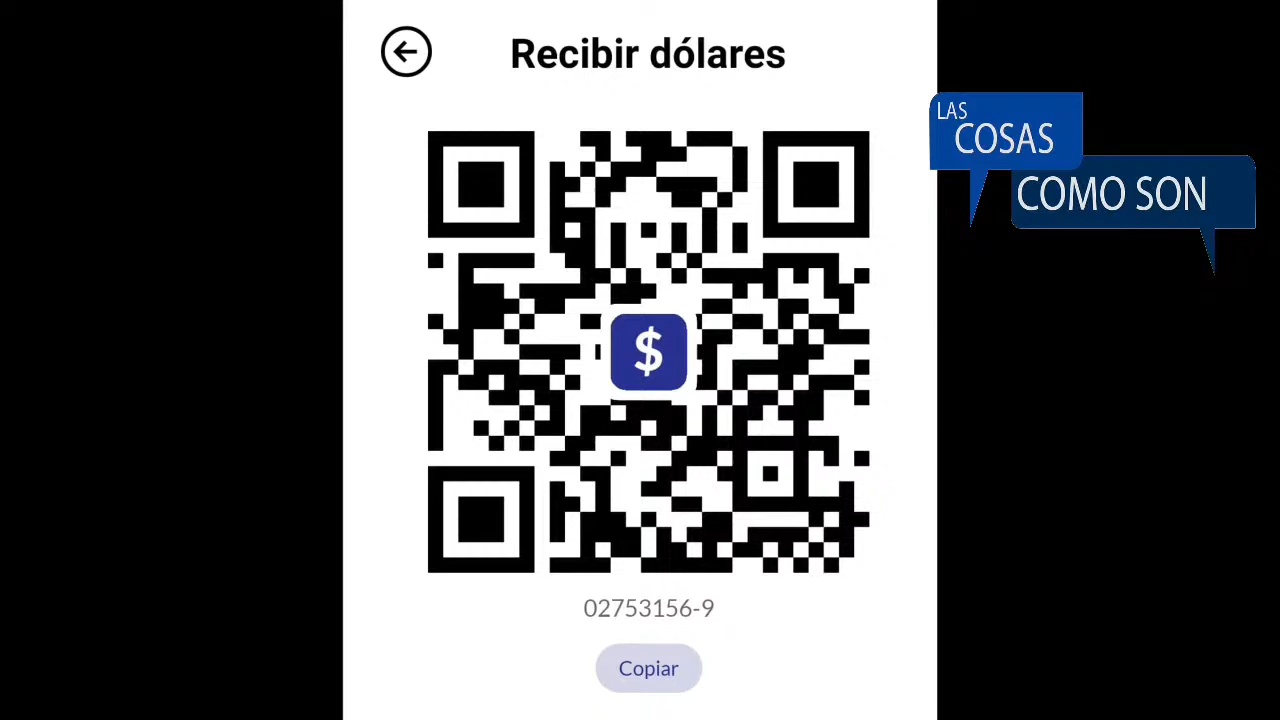 Recibir dólares
LAS
COSAS
COMO SON
$
02753156-9
Copiar